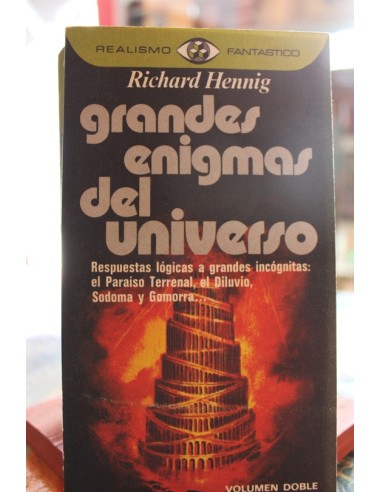 REALISMO FANTASTICO
Richard Hennig
grandes
enigmas
del
universo
Respuestas lógicas a grandes incógnitas:
el Paraiso Terrenal, el Diluvio,
Sodoma y Gomorra...
VOLUMEN DOBLE